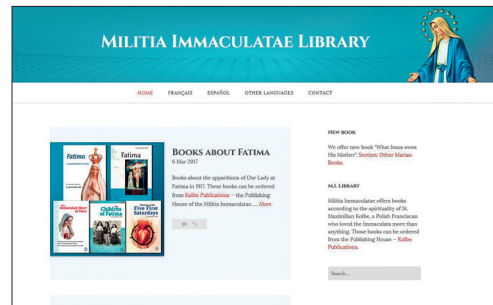 MILITIA IMMACULATAE LIBRARY
HOME FRANÇAIS ESPAÑOL OTHER LANGUAGES CONTACT
BOOKS ABOUT FATIMA
6 Mar 2017
Books about the apparitions of Our Lady at
Fatima in 1917. These books can be ordered
from Kolbe Publications – the Publishing
House of the Militia Immaculatae. … More
Fatima
Fatima
Immaculate Heart
Children
of Fatima
Five First
Saturdays
NEW BOOK
We offer new book "What Jesus owes
His Mother". Section: Other Marian
Books.
M.I. LIBRARY
Militia Immaculatae offers books
according to the spirituality of St.
Maximilian Kolbe, a Polish Franciscan
who loved the Immaculata more than
anything. Those books can be ordered
from the Publishing House – Kolbe
Publications.
Search …